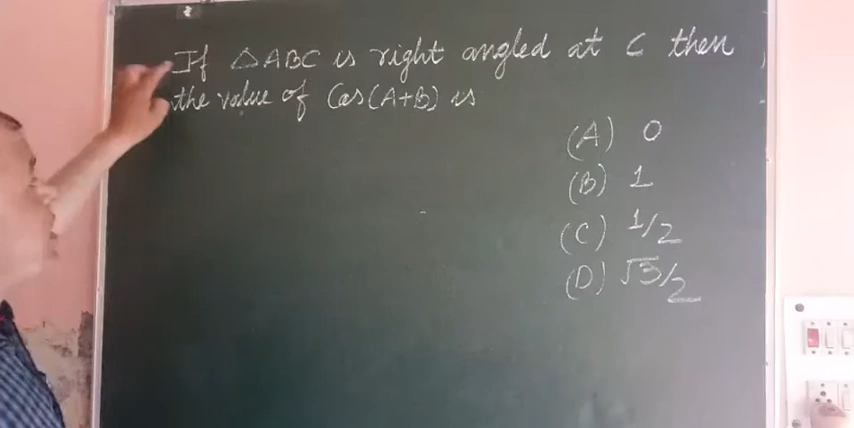 If △ABC is right angled at C then
the value of Cos(A+B) is
(A) 0
(B) 1
(C) 1/2
(D) √3/2